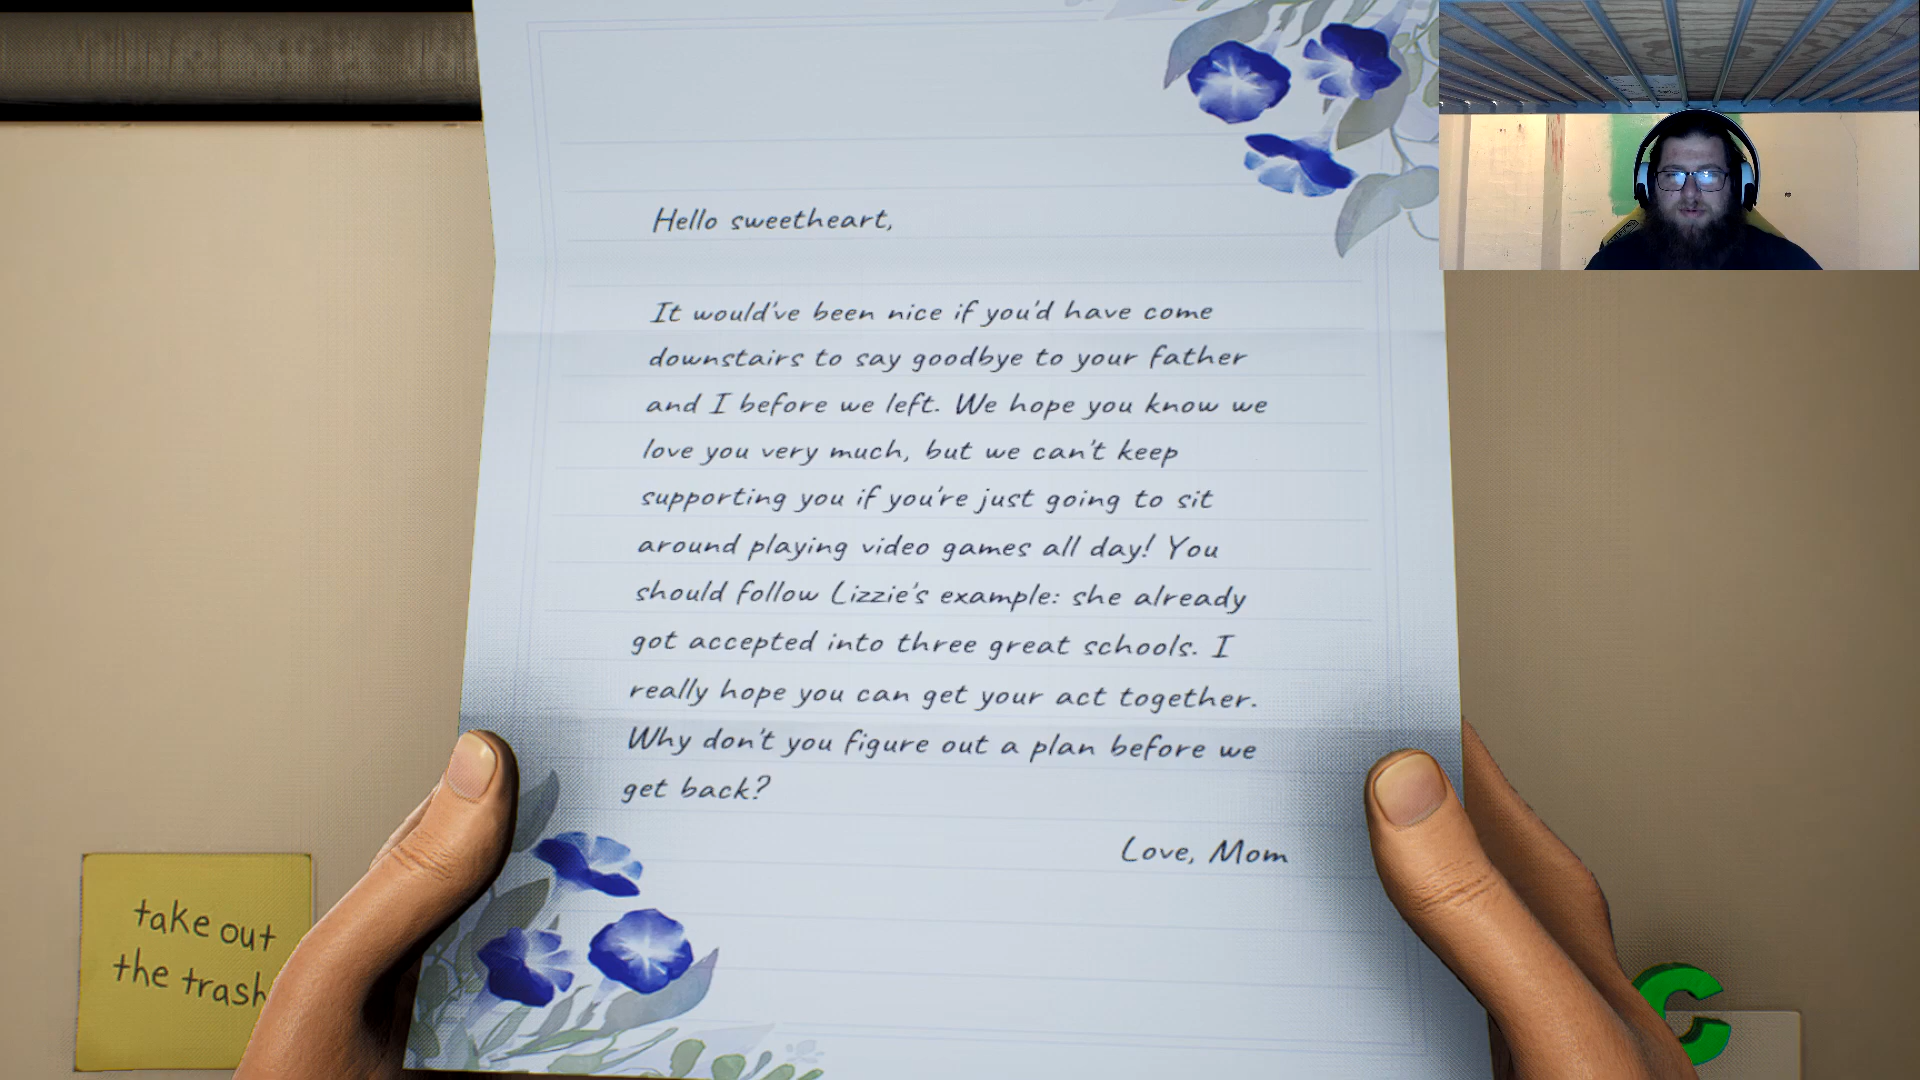 Hello sweetheart,
It would've been nice if you'd have come
downstairs to say goodbye to your father
and I before we left. We hope you know we
love you very much, but we can't keep
supporting you if you're just going to sit
around playing video games all day! You
should follow Lizzie's example: she already
got accepted into three great schools. I
really hope you can get your act together.
Why don't you figure out a plan before we
get back?
Love, Mom
take out
the trash
C